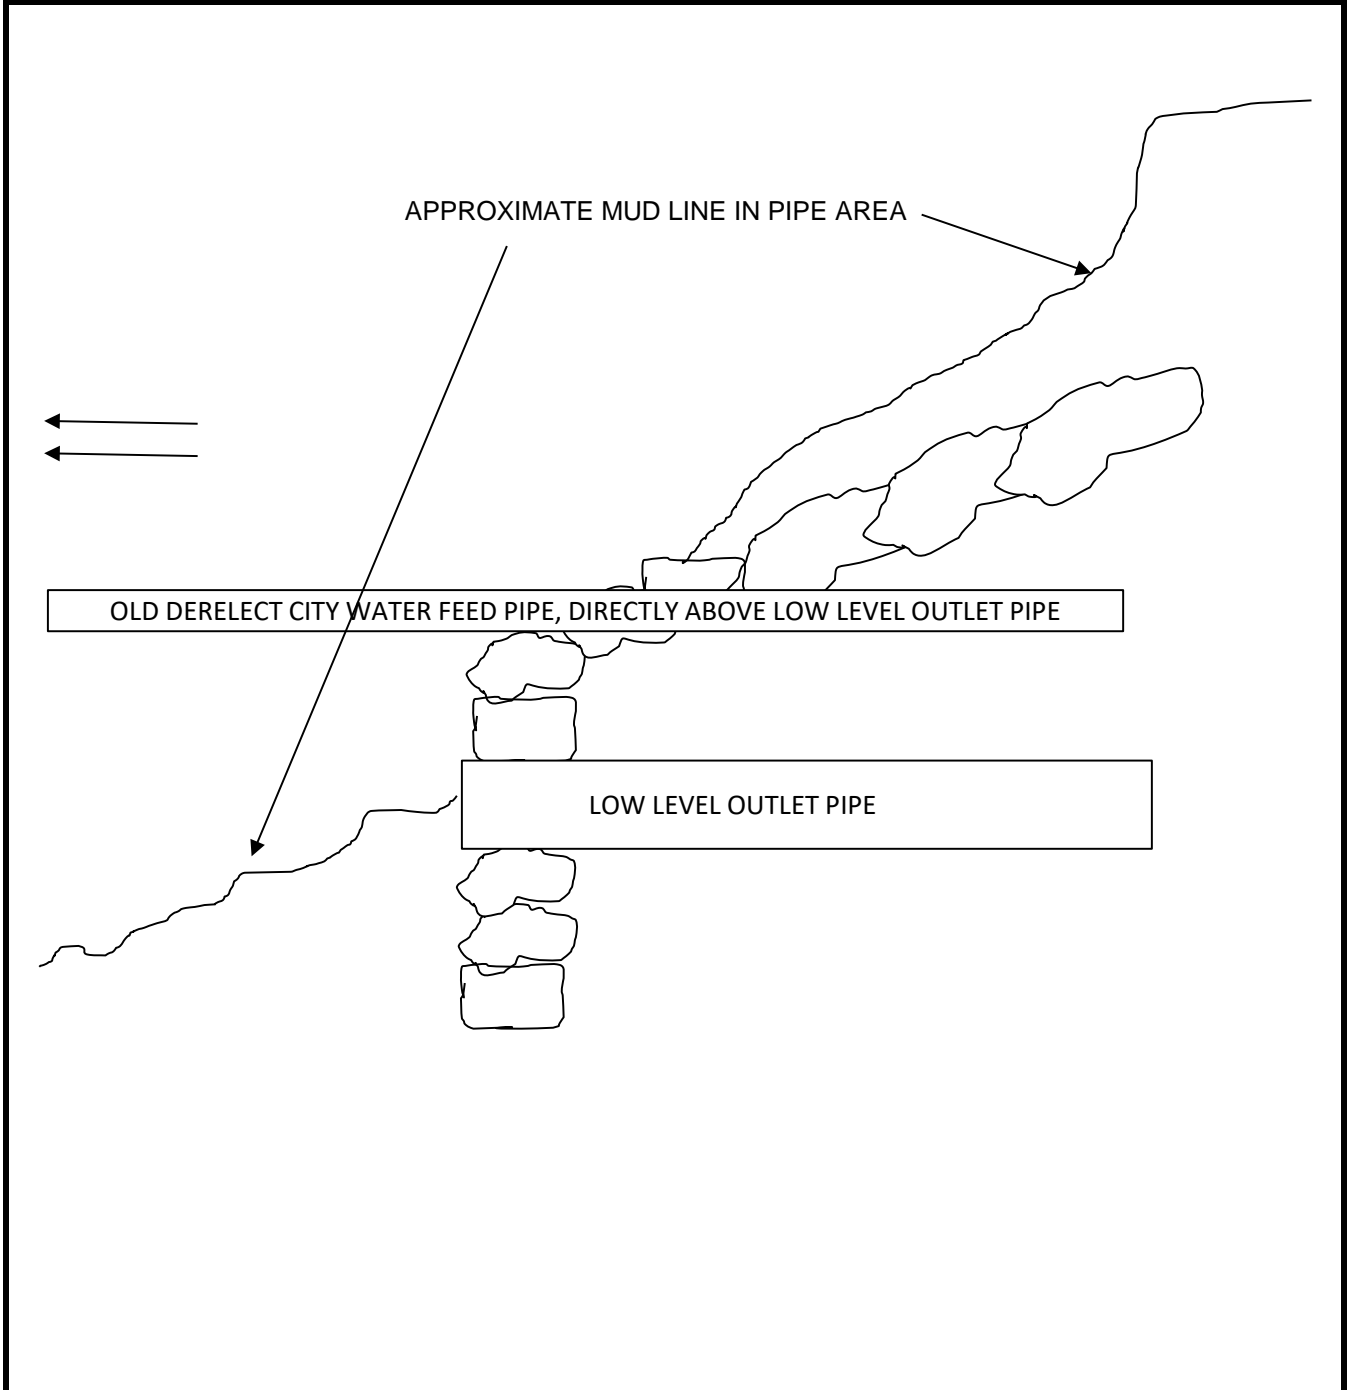 APPROXIMATE MUD LINE IN PIPE AREA
OLD DERELECT CITY WATER FEED PIPE, DIRECTLY ABOVE LOW LEVEL OUTLET PIPE
LOW LEVEL OUTLET PIPE